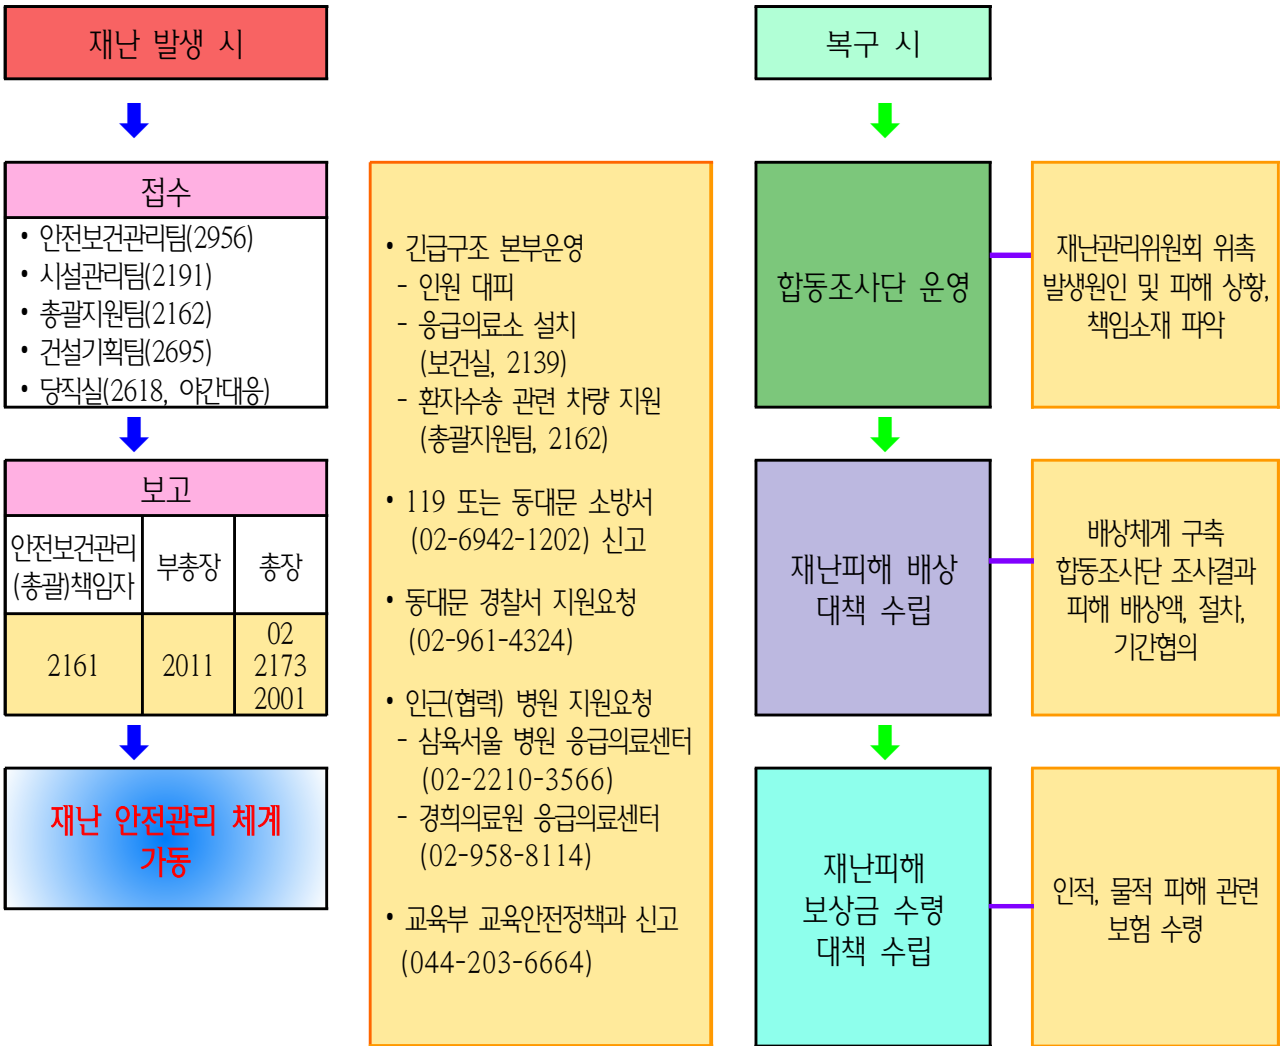 재난 발생 시
접수
• 안전보건관리팀(2956)
• 시설관리팀(2191)
• 총괄지원팀(2162)
• 건설기획팀(2695)
• 당직실(2618, 야간대응)
보고
안전보건관리
(총괄)책임자
부총장
총장
2161
2011
02
2173
2001
재난 안전관리 체계
가동
• 긴급구조 본부운영
- 인원 대피
- 응급의료소 설치
(보건실, 2139)
- 환자수송 관련 차량 지원
(총괄지원팀, 2162)
• 119 또는 동대문 소방서
(02-6942-1202) 신고
• 동대문 경찰서 지원요청
(02-961-4324)
• 인근(협력) 병원 지원요청
- 삼육서울 병원 응급의료센터
(02-2210-3566)
- 경희의료원 응급의료센터
(02-958-8114)
• 교육부 교육안전정책과 신고
(044-203-6664)
복구 시
합동조사단 운영
재난관리위원회 위촉
발생원인 및 피해 상황,
책임소재 파악
재난피해 배상
대책 수립
배상체계 구축
합동조사단 조사결과
피해 배상액, 절차,
기간협의
재난피해
보상금 수령
대책 수립
인적, 물적 피해 관련
보험 수령